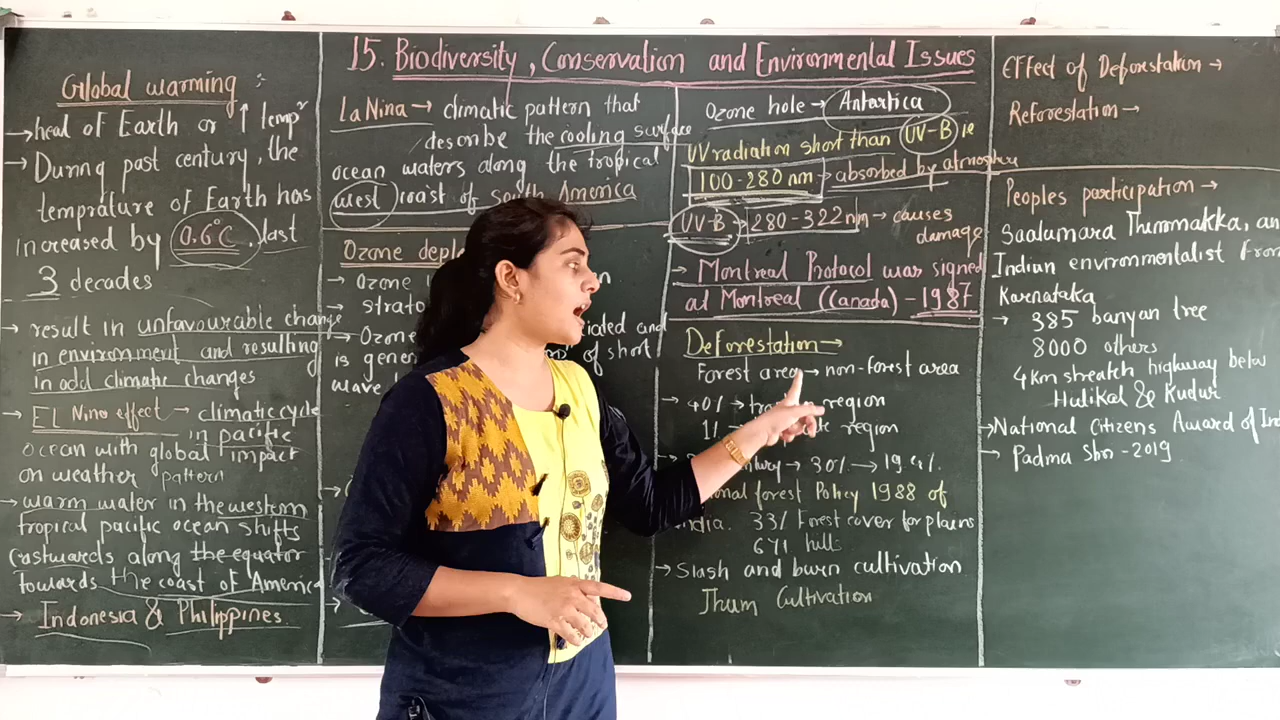 15. Biodiversity, Conservation and Environmental Issues
Global warming :
→ heat of Earth or ↑ tempr
→ During past century, the
temprature of Earth has
increased by 0.6°C, last
3 decades
→ result in unfavourable change
in environment and resulting
in odd climatic changes
→ EL Nino effect → climatic cycle
in pacific
ocean with global impact
on weather pattern
→ warm water in the western
tropical pacific ocean shifts
eastwards along the equator
towards the coast of America
→ Indonesia & Philippines.
La Nina → climatic pattern that
describe the cooling surface
ocean waters along the tropical
west coast of South America
Ozone
→ Ozone
→
→ Ozone
is
wave
and
of short
Ozone hole → Antartica
UV radiation short than UV-B ie
100-280 nm → absorbed by atmosphere
UV-B → 280-322 nm → causes
damage
→ Montreal Protocol was signed
at Montreal (Canada) - 1987
Deforestation →
Forest area → non-forest area
→ 40% → region
1% region
→ 30% → 19.4%
forest Policy 1988 of
India. 33% Forest cover for plains
67% hills
→ Slash and burn cultivation
Jhum Cultivation
Effect of Deforestation →
Reforestation →
Peoples participation →
Saalumara Thimmakka, an
Indian environmentalist from
Karnataka
→ 385 banyan tree
8000 others
4 km streatch highway betw
Hulikal & Kudur
→ National Citizens Award of Ind
→ Padma Shri - 2019